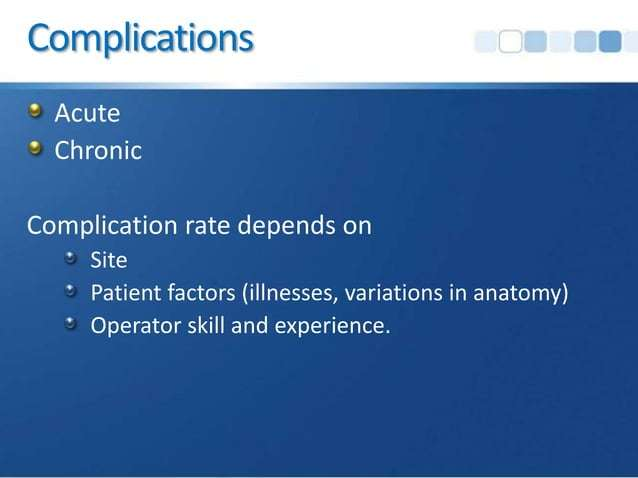 Complications
Acute
Chronic
Complication rate depends on
Site
Patient factors (illnesses, variations in anatomy)
Operator skill and experience.